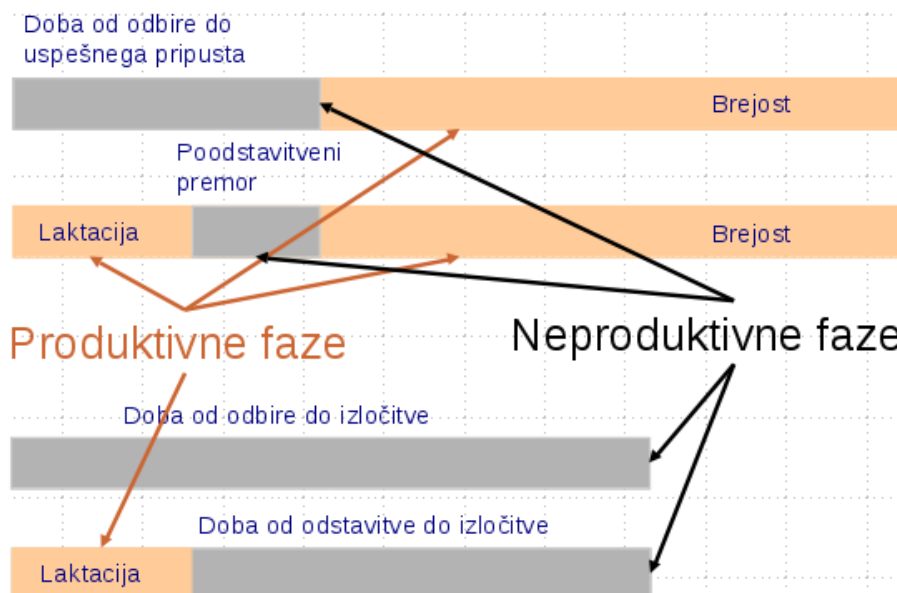 Doba od odbire do
uspešnega pripusta
Brejost
Poodstavitveni
premor
Laktacija
Brejost
Produktivne faze
Neproduktivne faze
Doba od odbire do izločitve
Doba od odstavitve do izločitve
Laktacija